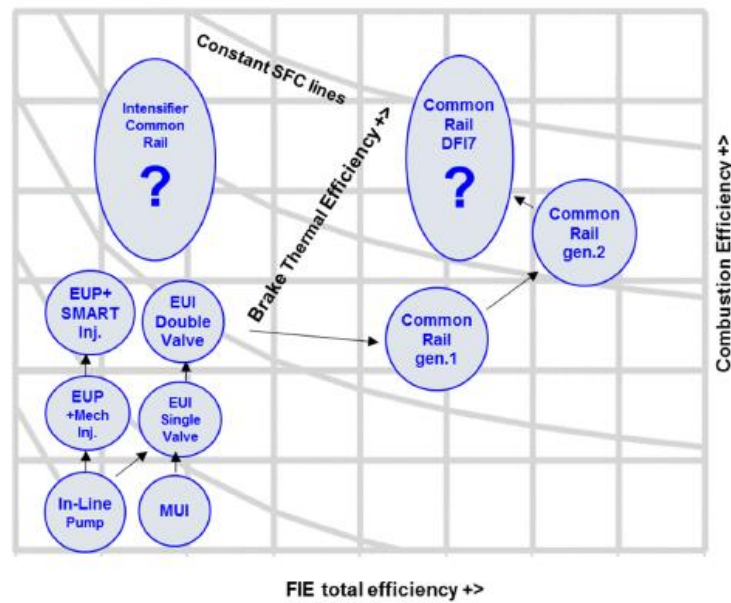 Constant SFC lines
Intensifier
Common
Rail
?
Common
Rail
DFI7
?
Brake Thermal Efficiency +>
Common
Rail
gen.2
Combustion Efficiency +>
EUP+
SMART
Inj.
EUI
Double
Valve
Common
Rail
gen.1
EUP
+Mech
Inj.
EUI
Single
Valve
In-Line
Pump
MUI
FIE total efficiency +>